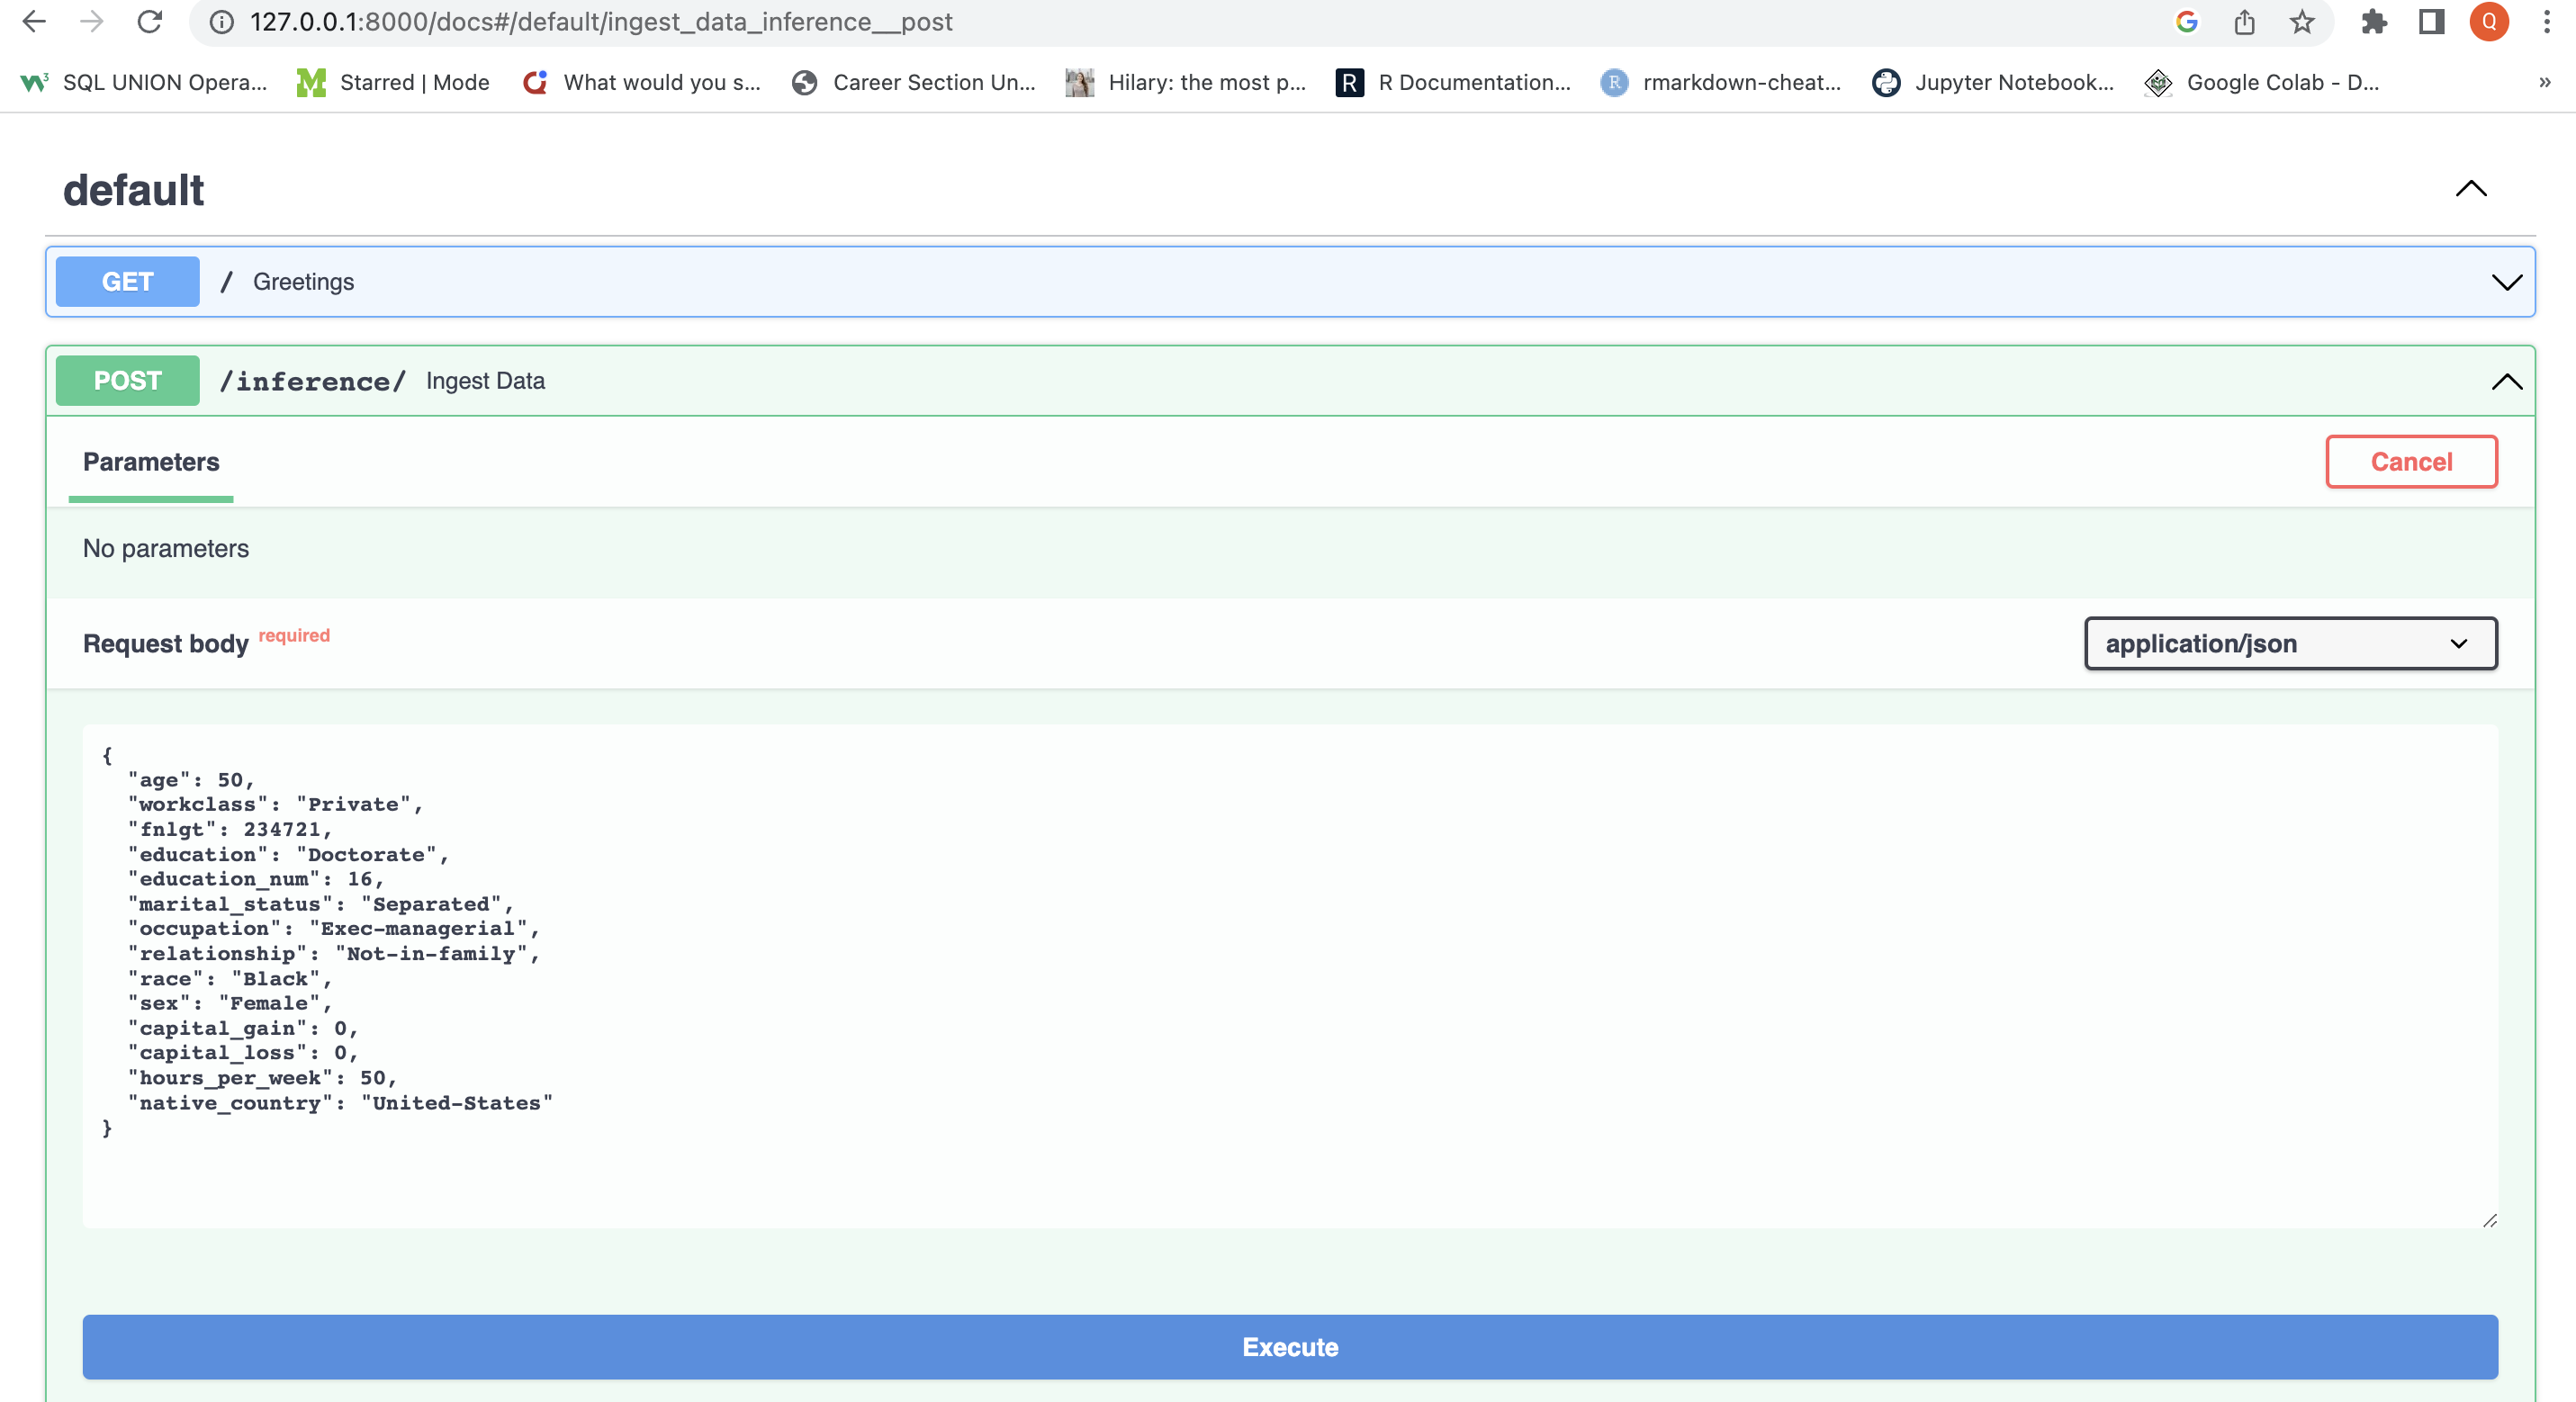 127.0.0.1:8000/docs#/default/ingest_data_inference__post
Q
SQL UNION Opera... Starred | Mode What would you s... Career Section Un... Hilary: the most p... R R Documentation... R rmarkdown-cheat... Jupyter Notebook... Google Colab - D... »
default
GET / Greetings
POST /inference/ Ingest Data
Parameters Cancel
No parameters
Request body required application/json
{
"age": 50,
"workclass": "Private",
"fnlgt": 234721,
"education": "Doctorate",
"education_num": 16,
"marital_status": "Separated",
"occupation": "Exec-managerial",
"relationship": "Not-in-family",
"race": "Black",
"sex": "Female",
"capital_gain": 0,
"capital_loss": 0,
"hours_per_week": 50,
"native_country": "United-States"
}
Execute